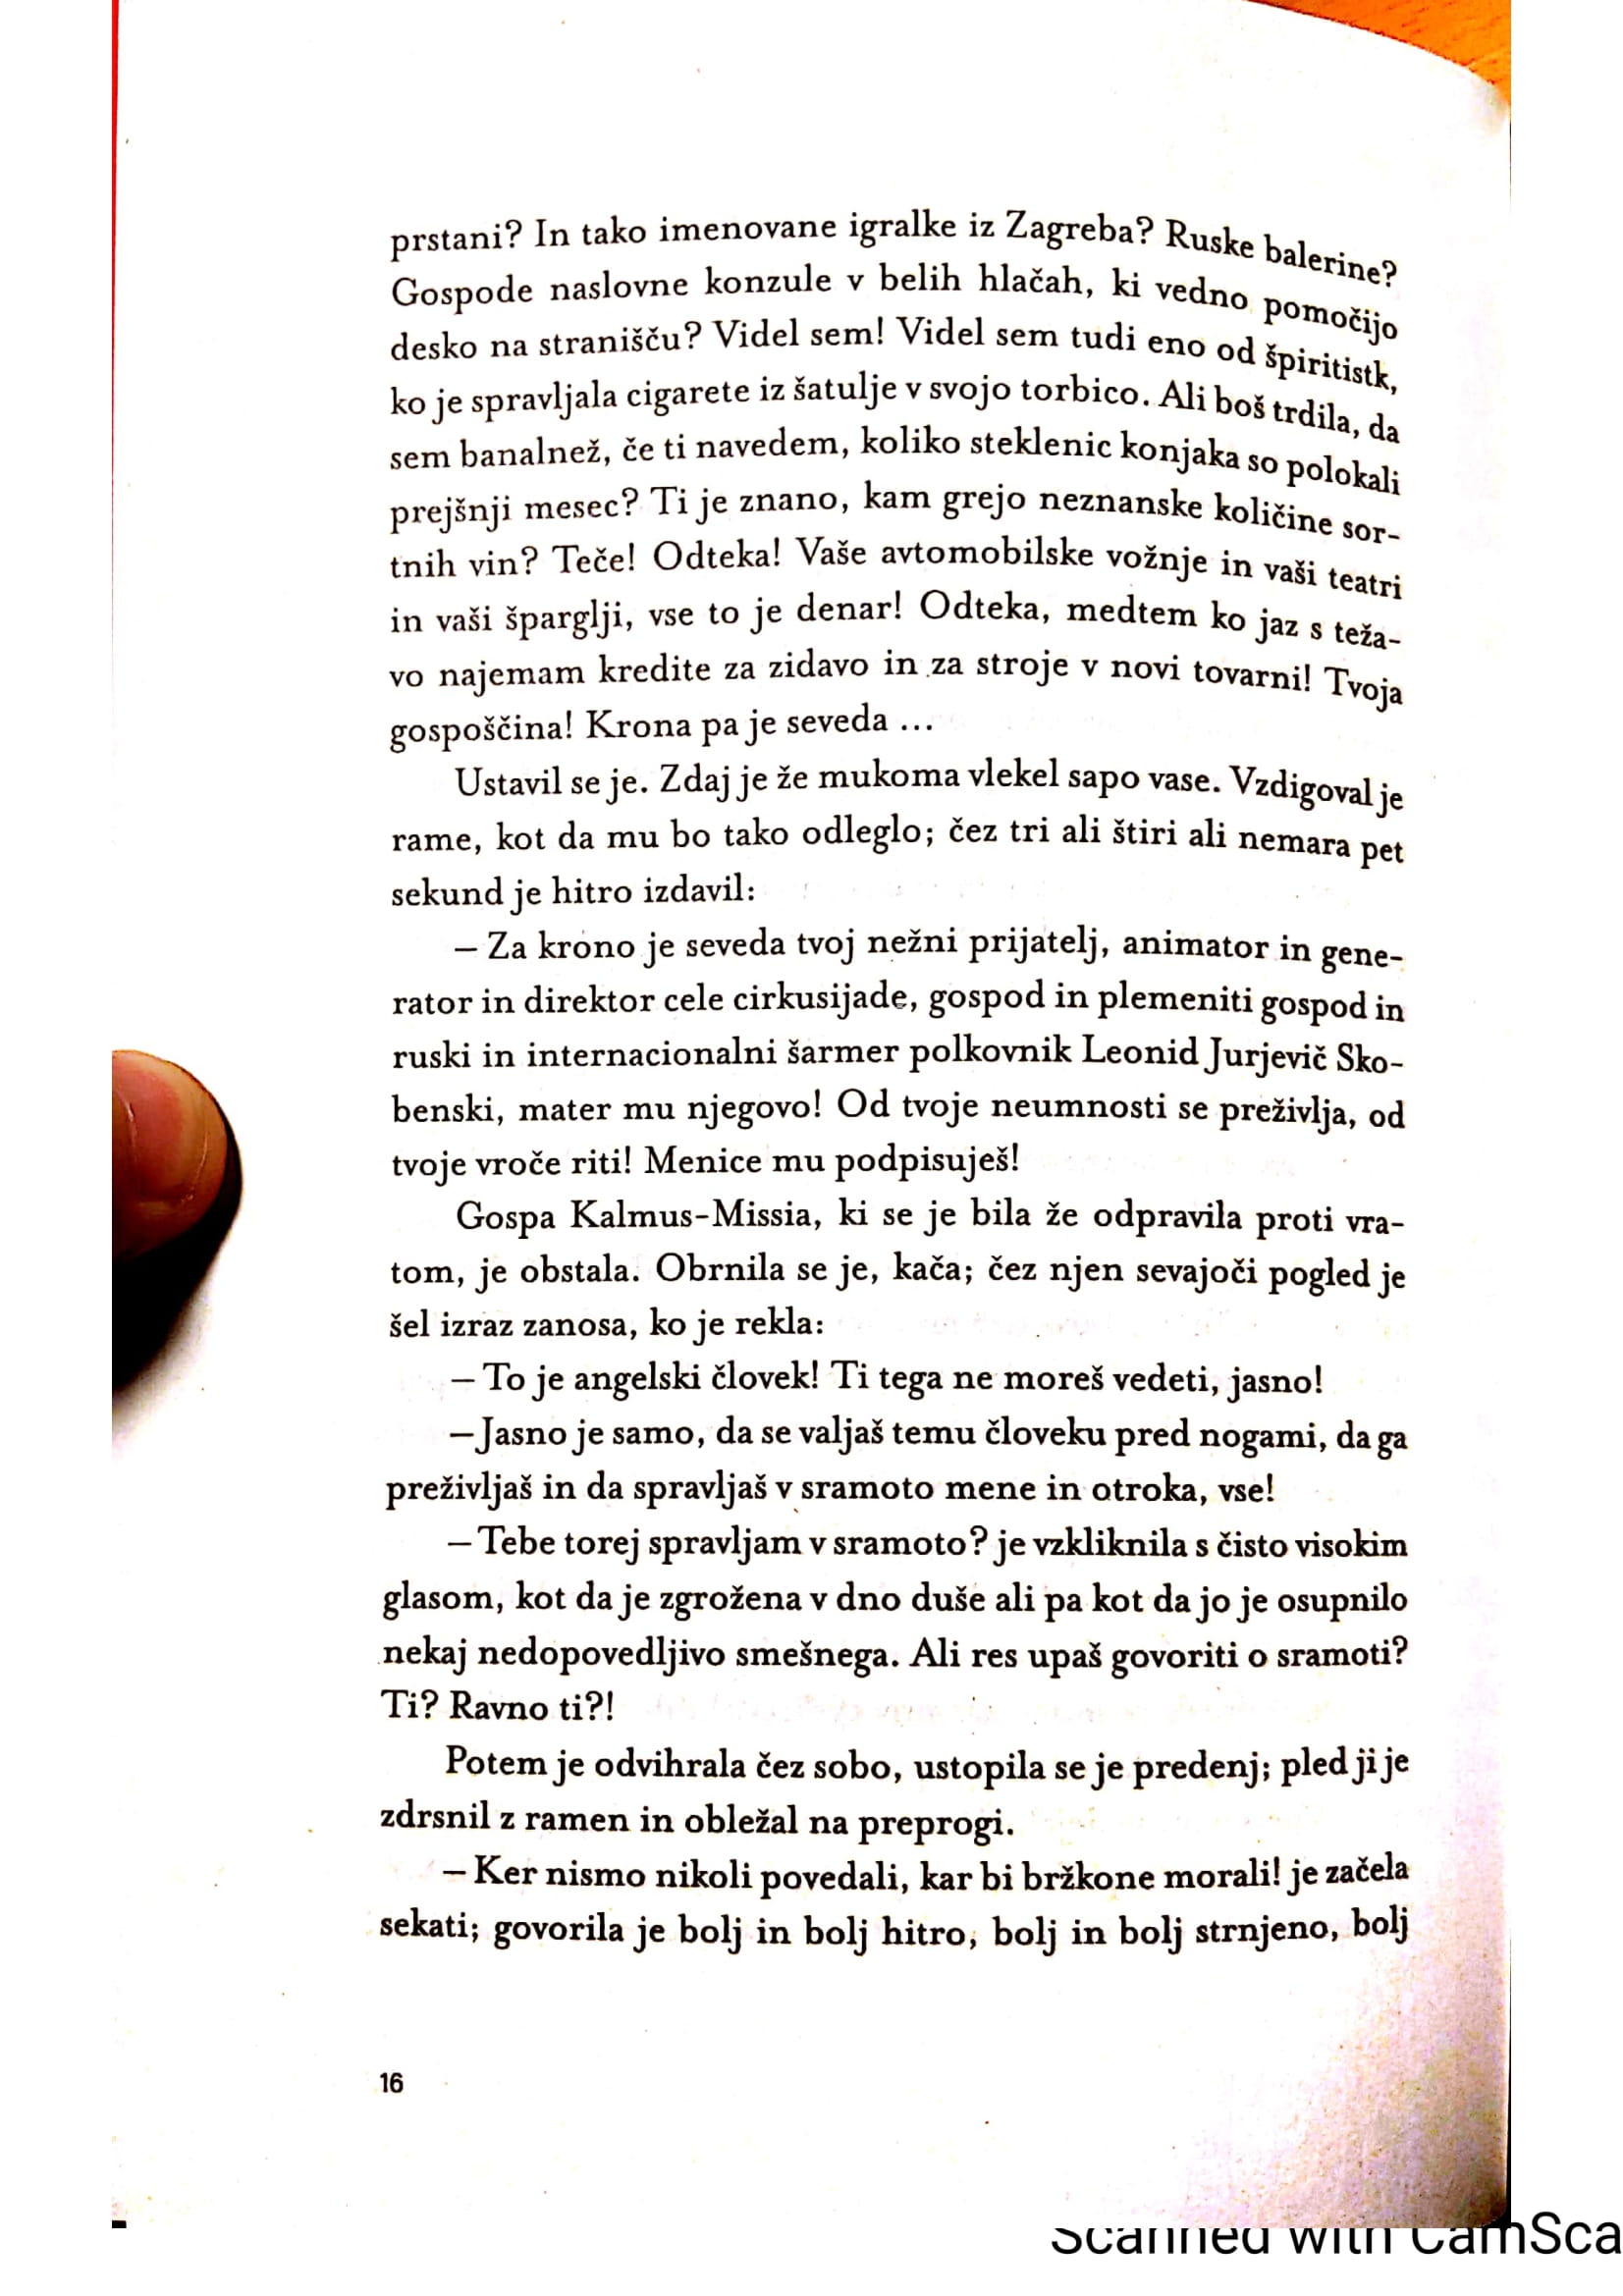 prstani? In tako imenovane igralke iz Zagreba? Ruske balerine?
Gospode naslovne konzule v belih hlačah, ki vedno pomočijo
desko na stranišču? Videl sem! Videl sem tudi eno od špiritistk,
ko je spravljala cigarete iz šatulje v svojo torbico. Ali boš trdila, da
sem banalnež, če ti navedem, koliko steklenic konjaka so polokali
prejšnji mesec? Ti je znano, kam grejo neznanske količine sor-
tnih vin? Teče! Odteka! Vaše avtomobilske vožnje in vaši teatri
in vaši šparglji, vse to je denar! Odteka, medtem ko jaz s teža-
vo najemam kredite za zidavo in za stroje v novi tovarni! Tvoja
gospoščina! Krona pa je seveda ...
Ustavil se je. Zdaj je že mukoma vlekel sapo vase. Vzdigoval je
rame, kot da mu bo tako odleglo; čez tri ali štiri ali nemara pet
sekund je hitro izdavil:
– Za krono je seveda tvoj nežni prijatelj, animator in gene-
rator in direktor cele cirkusijade, gospod in plemeniti gospod in
ruski in internacionalni šarmer polkovnik Leonid Jurjevič Sko-
benski, mater mu njegovo! Od tvoje neumnosti se preživlja, od
tvoje vroče riti! Menice mu podpisuješ!
Gospa Kalmus-Missia, ki se je bila že odpravila proti vra-
tom, je obstala. Obrnila se je, kača; čez njen sevajoči pogled je
šel izraz zanosa, ko je rekla:
– To je angelski človek! Ti tega ne moreš vedeti, jasno!
– Jasno je samo, da se valjaš temu človeku pred nogami, da ga
preživljaš in da spravljaš v sramoto mene in otroka, vse!
– Tebe torej spravljam v sramoto? je vzkliknila s čisto visokim
glasom, kot da je zgrožena v dno duše ali pa kot da jo je osupnilo
nekaj nedopovedljivo smešnega. Ali res upaš govoriti o sramoti?
Ti? Ravno ti?!
Potem je odvihrala čez sobo, ustopila se je predenj; pled ji je
zdrsnil z ramen in obležal na preprogi.
– Ker nismo nikoli povedali, kar bi bržkone morali! je začela
sekati; govorila je bolj in bolj hitro, bolj in bolj strnjeno, bolj
16
Scanned with CamSca